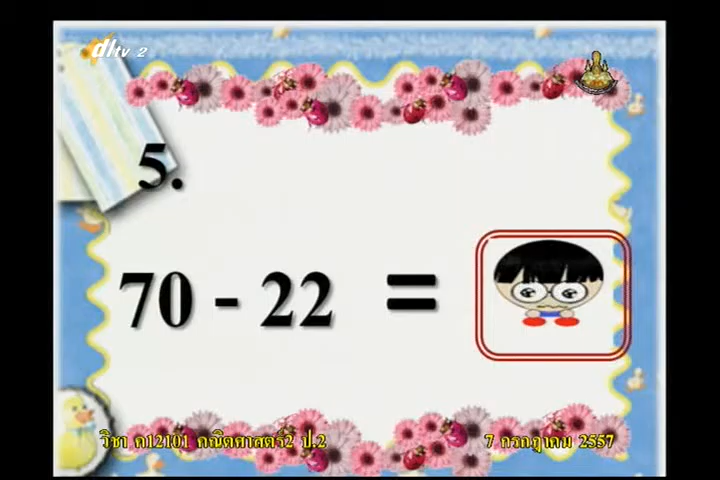 dltv 2
5.
70 - 22 =
วิชา ค12101 คณิตศาสตร์2 ป.2
7 กรกฎาคม 2557